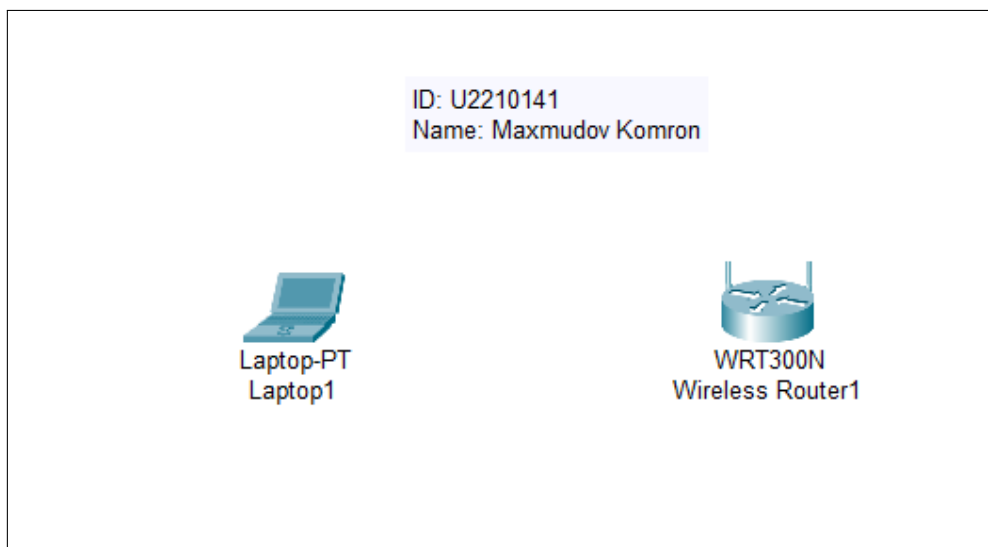 ID: U2210141
Name: Maxmudov Komron
Laptop-PT
Laptop1
WRT300N
Wireless Router1